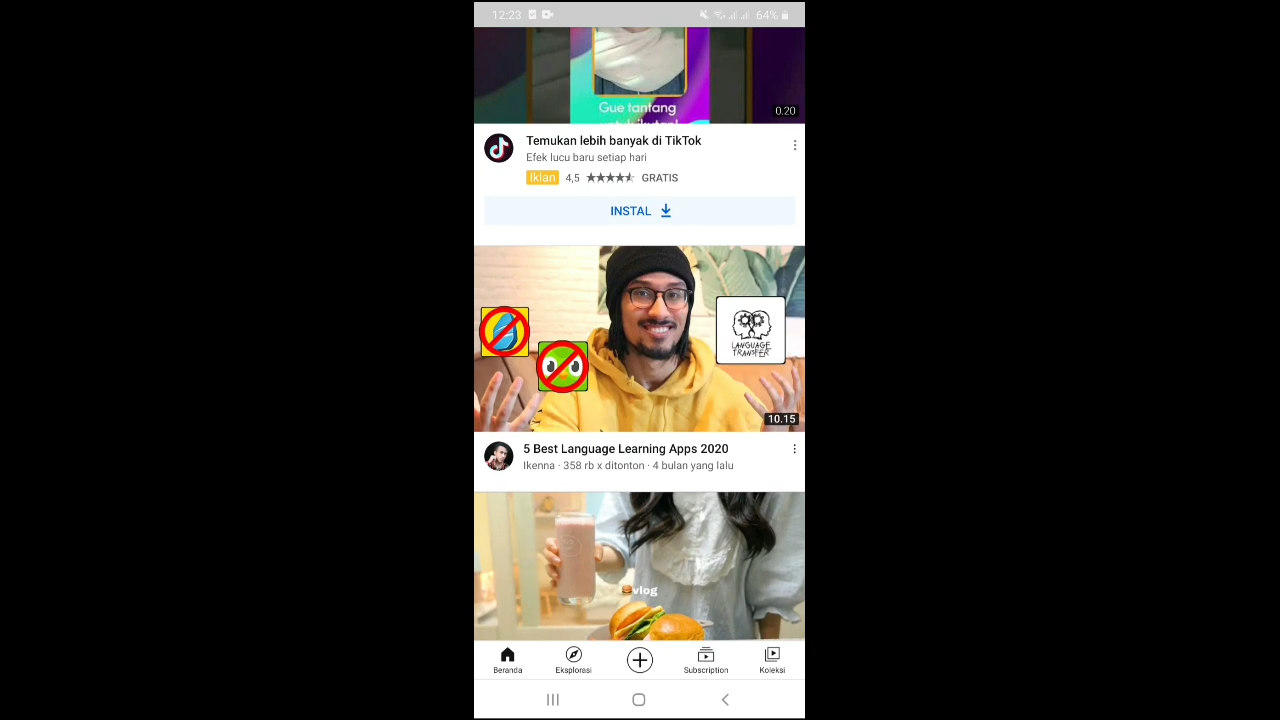 12:23
64%
Gue tantang
0.20
Temukan lebih banyak di TikTok
Efek lucu baru setiap hari
Iklan 4,5 GRATIS
INSTAL
LANGUAGE
TRANSFER
10.15
5 Best Language Learning Apps 2020
Ikenna · 358 rb x ditonton · 4 bulan yang lalu
vlog
Beranda
Eksplorasi
Subscription
Koleksi